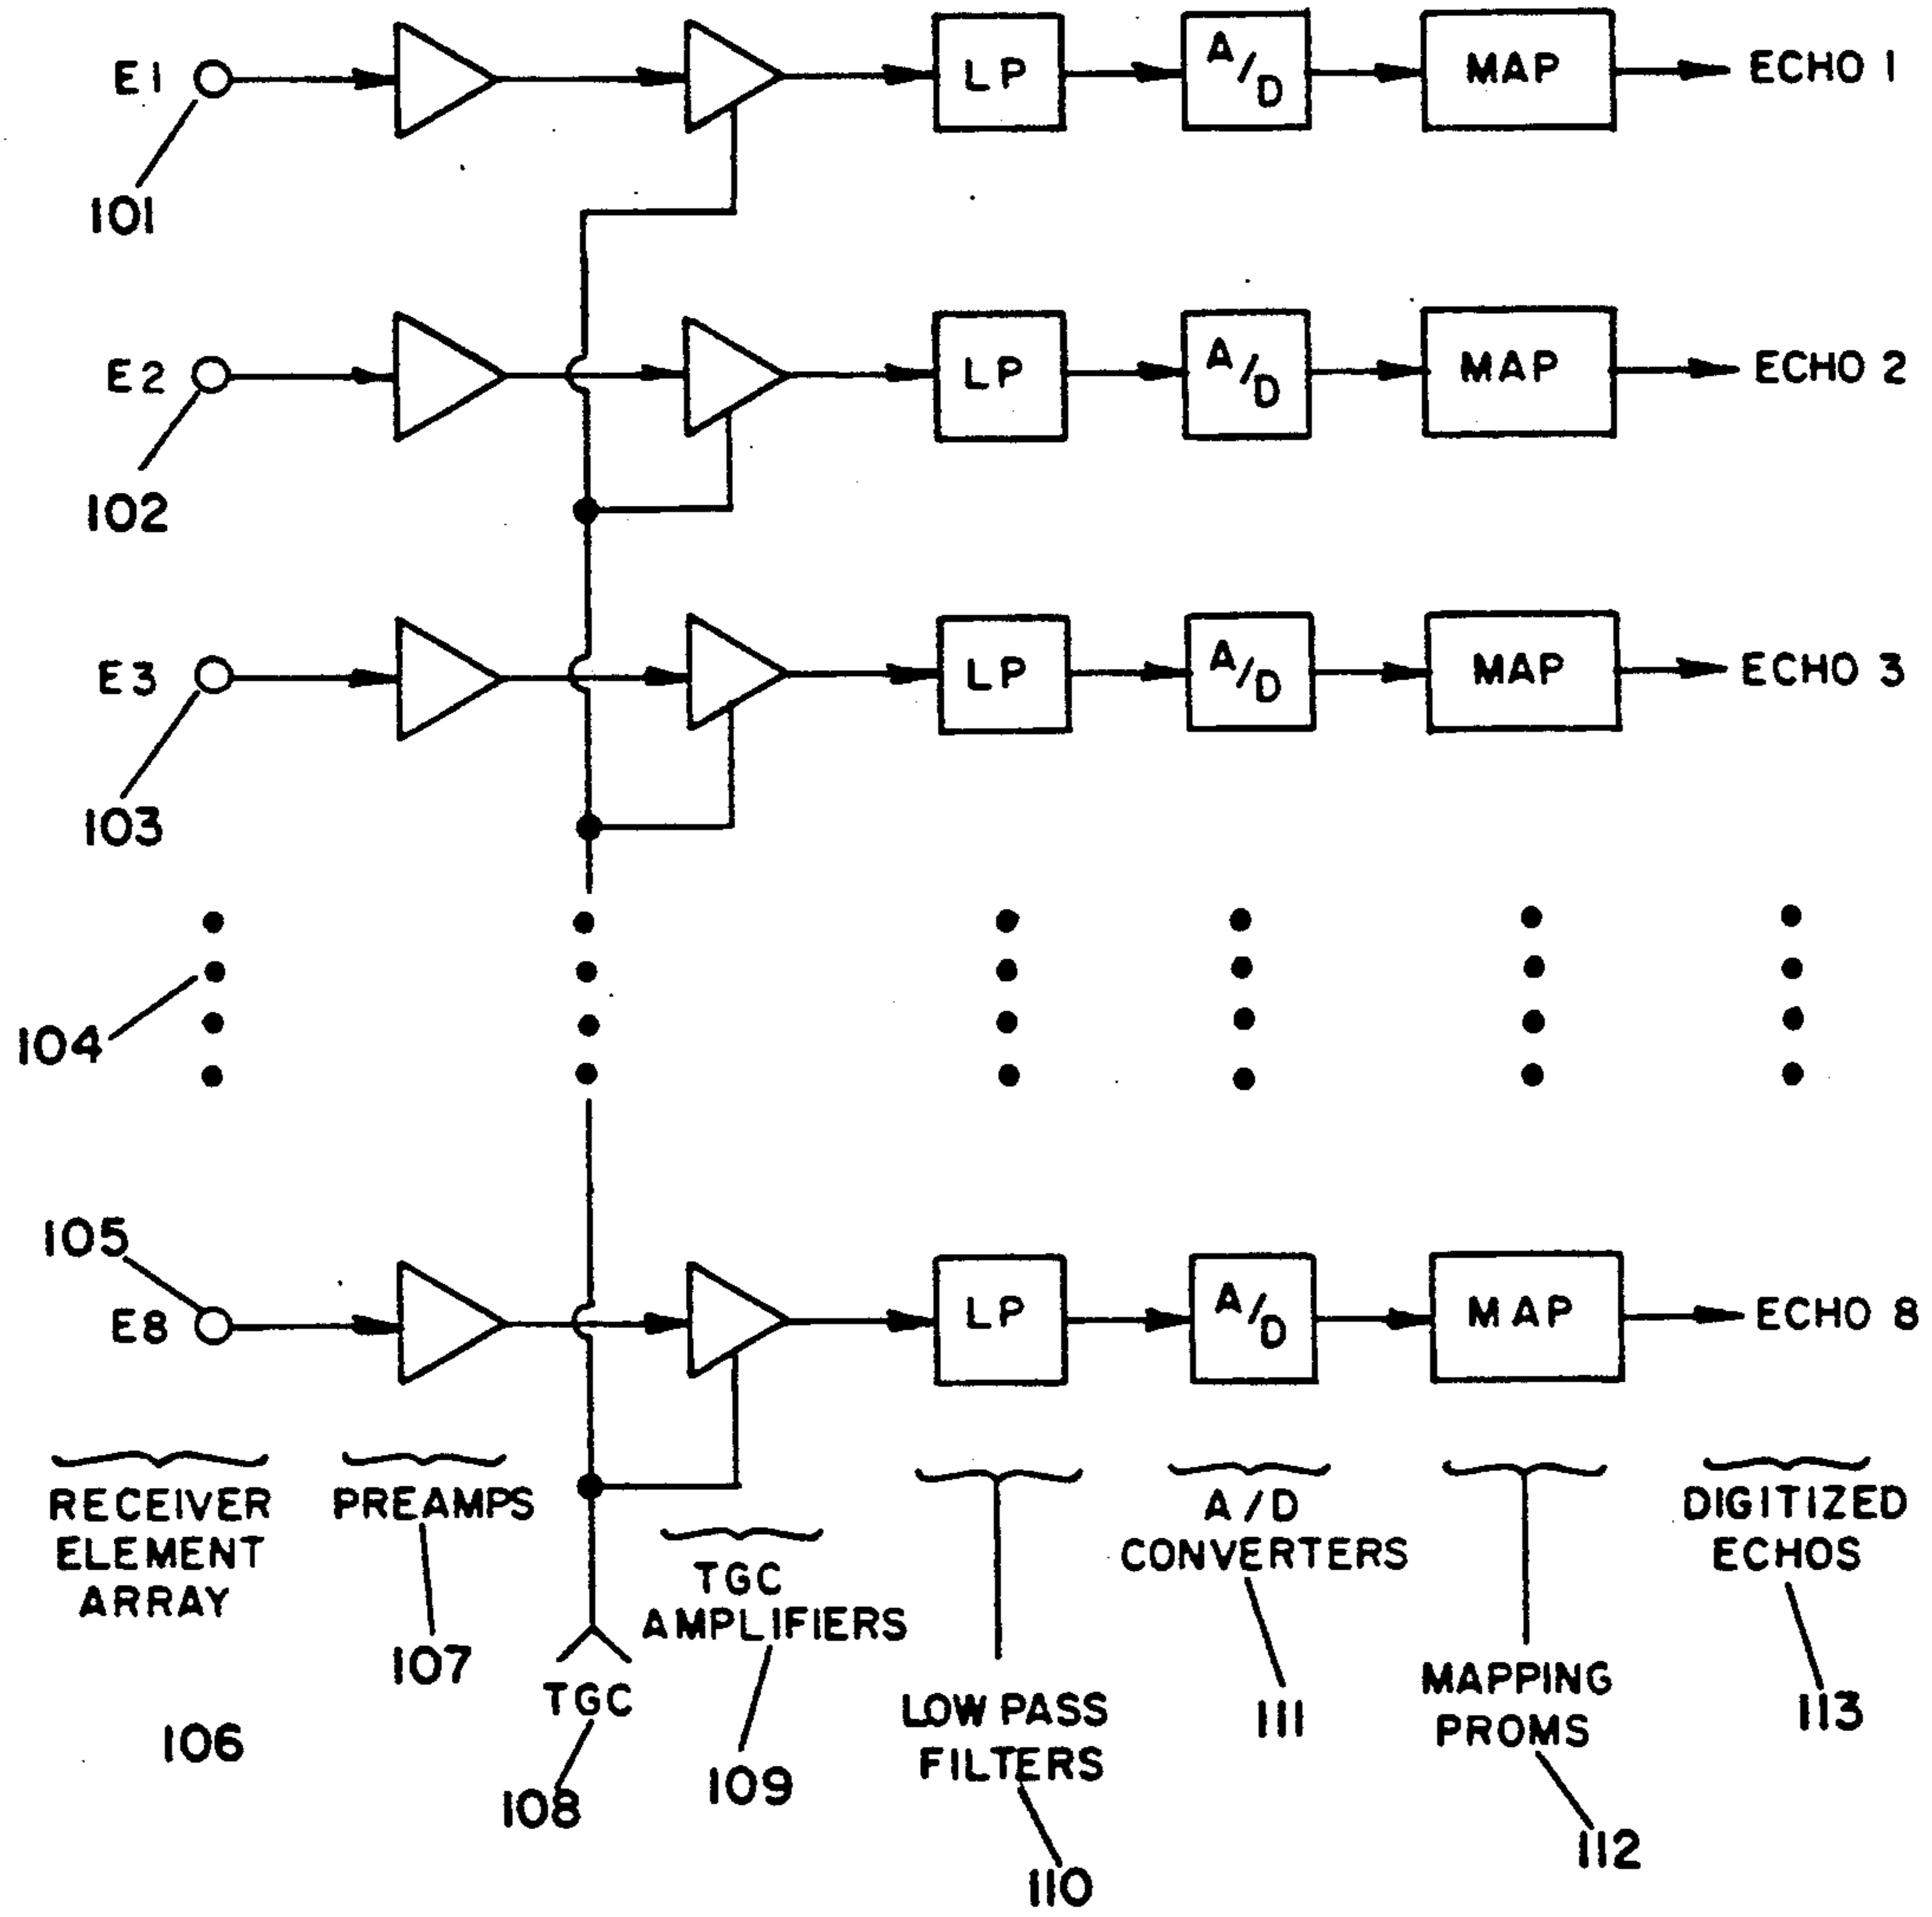 E1 LP A/D MAP ECHO 1
101
E2 LP A/D MAP ECHO 2
102
E3 LP A/D MAP ECHO 3
103
104
105
E8 LP A/D MAP ECHO 8
RECEIVER
ELEMENT
ARRAY
106
PREAMPS
107
TGC
108
TGC
AMPLIFIERS
109
LOW PASS
FILTERS
110
A/D
CONVERTERS
111
MAPPING
PROMS
112
DIGITIZED
ECHOS
113